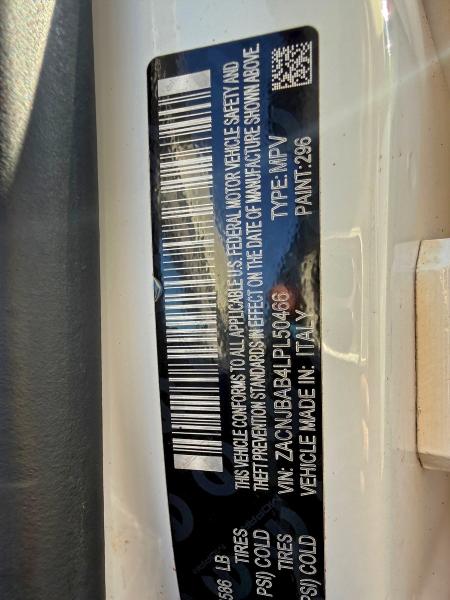 586 LB
TIRES
PSI) COLD
TIRES
PSI) COLD
THIS VEHICLE CONFORMS TO ALL APPLICABLE U.S. FEDERAL MOTOR VEHICLE SAFETY AND
THEFT PREVENTION STANDARDS IN EFFECT ON THE DATE OF MANUFACTURE SHOWN ABOVE.
VIN: ZACNJBAB4LPL50466 TYPE: MPV
VEHICLE MADE IN: ITALY PAINT: 296